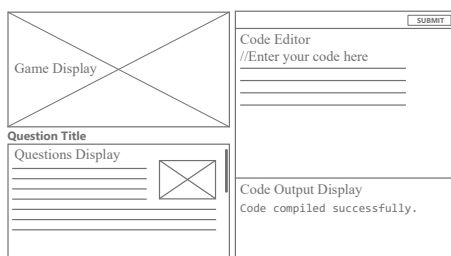 Game Display
Question Title
Questions Display
SUBMIT
Code Editor
//Enter your code here
Code Output Display
Code compiled successfully.